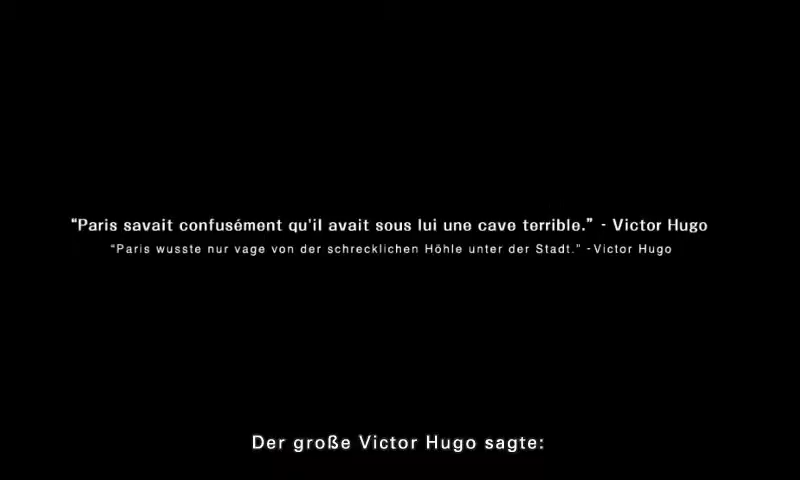 “Paris savait confusément qu'il avait sous lui une cave terrible.” - Victor Hugo
“Paris wusste nur vage von der schrecklichen Höhle unter der Stadt.” -Victor Hugo
Der große Victor Hugo sagte: